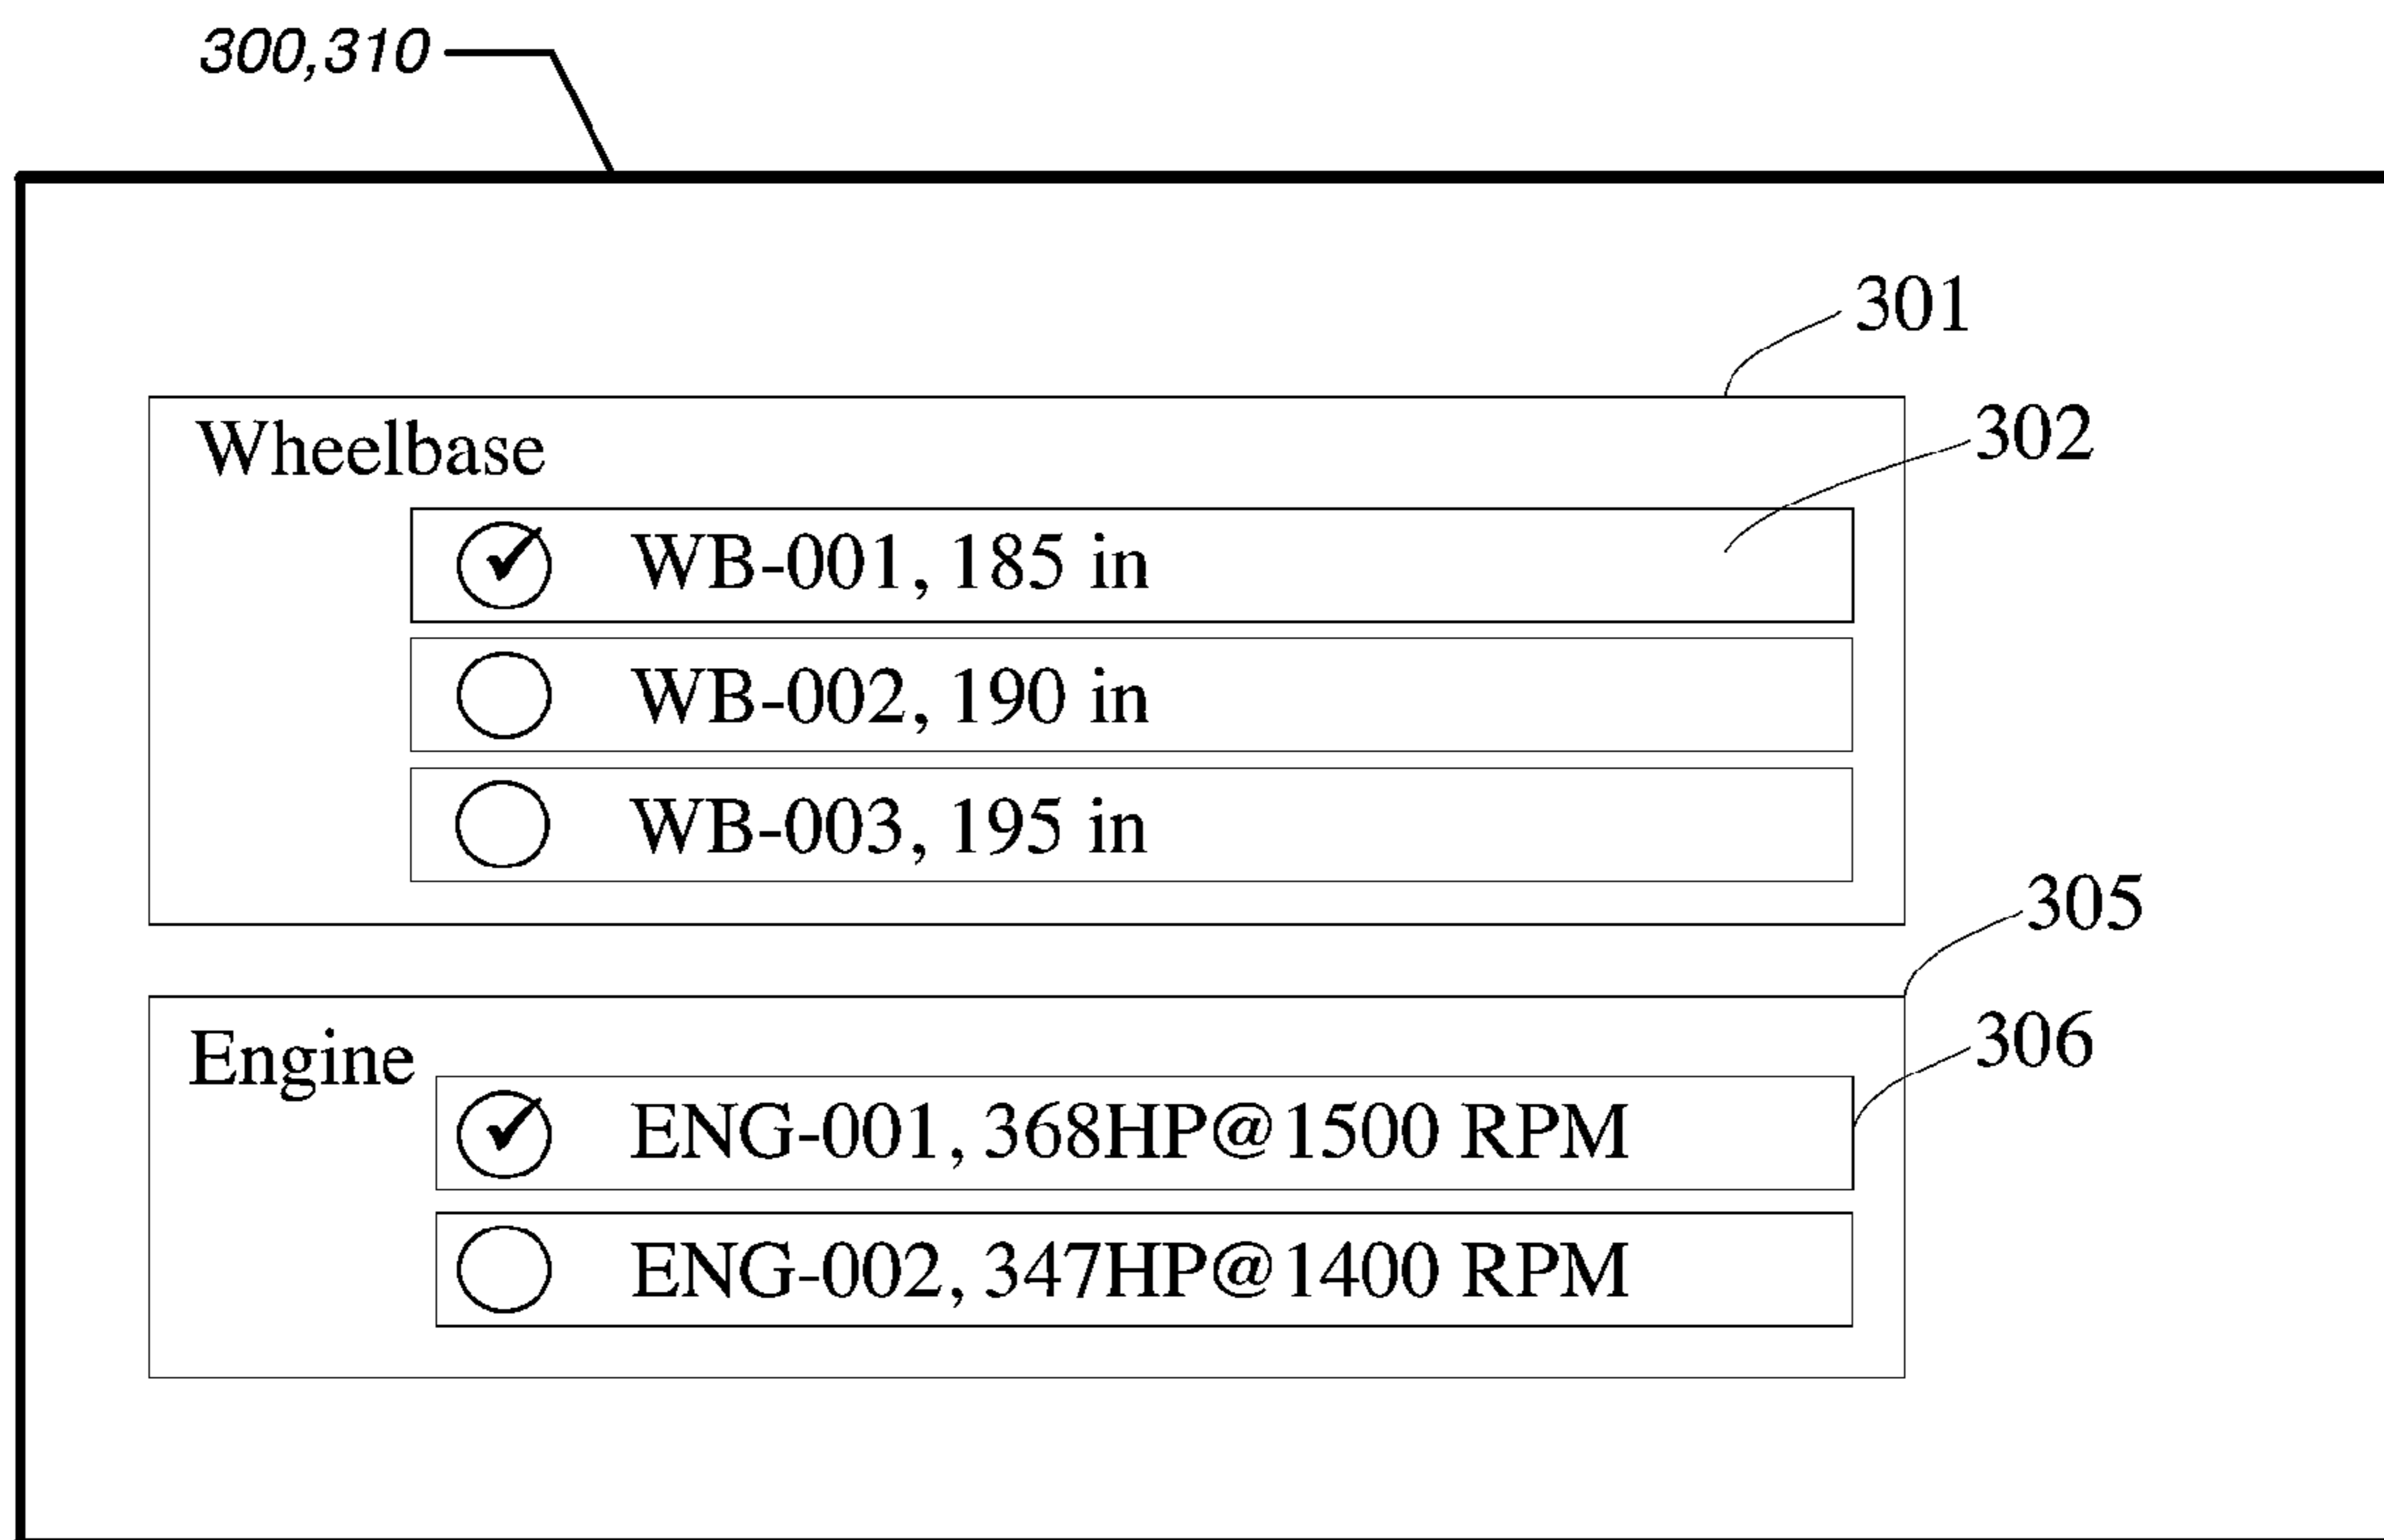 300,310
301
Wheelbase
302
WB-001, 185 in
WB-002, 190 in
WB-003, 195 in
305
Engine
306
ENG-001, 368HP@1500 RPM
ENG-002, 347HP@1400 RPM